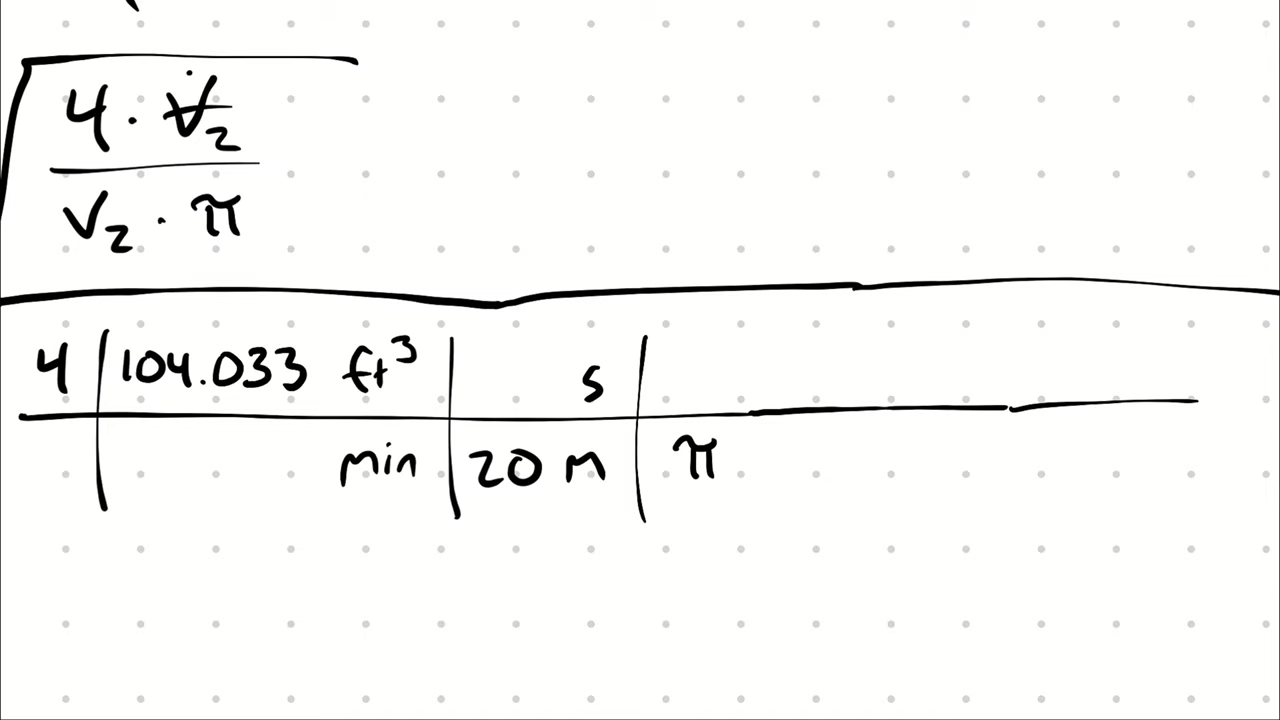 4 · V̶̇₂
V₂ · π
4 | 104.033 ft³ | s |
min | 20 m | π